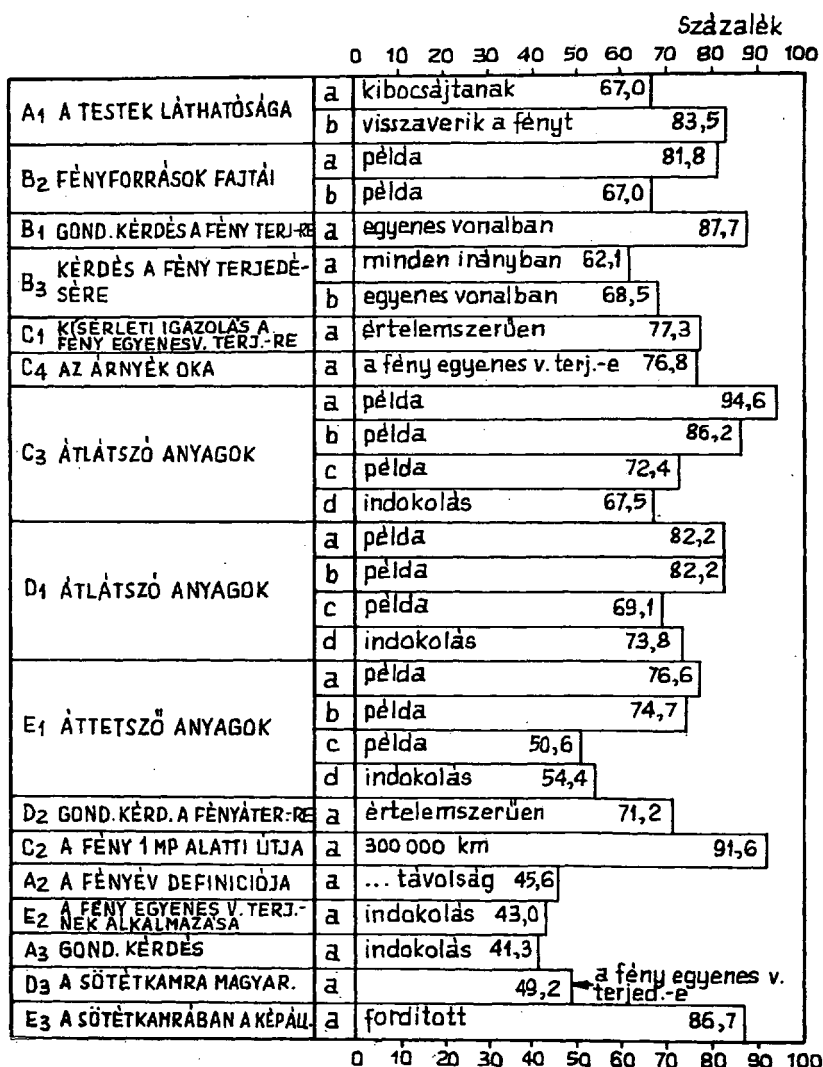 Százalék
0 10 20 30 40 50 60 70 80 90 100
A1 A TESTEK LÁTHATÓSÁGA
a kibocsájtanak 67,0
b visszaverik a fényt 83,5
B2 FÉNYFORRÁSOK FAJTÁI
a példa 81,8
b példa 67,0
B1 GOND. KÉRDÉS A FÉNY TERJ-RE a egyenes vonalban 87,7
B3 KÉRDÉS A FÉNY TERJEDÉ-
SÉRE
a minden irányban 62,1
b egyenes vonalban 68,5
C1 KÍSÉRLETI IGAZOLÁS A
FÉNY EGYENESV. TERJ.-RE
a értelemszerűen 77,3
C4 AZ ÁRNYÉK OKA a a fény egyenes v. terj.-e 76,8
C3 ÁTLÁTSZÓ ANYAGOK
a példa 94,6
b példa 86,2
c példa 72,4
d indokolás 67,5
D1 ÁTLÁTSZÓ ANYAGOK
a példa 82,2
b példa 82,2
c példa 69,1
d indokolás 73,8
E1 ÁTTETSZŐ ANYAGOK
a példa 76,6
b példa 74,7
c példa 50,6
d indokolás 54,4
D2 GOND. KÉRD. A FÉNYÁTER.-RE a értelemszerűen 71,2
C2 A FÉNY 1 MP ALATTI ÚTJA a 300 000 km 91,6
A2 A FÉNYÉV DEFINICIÓJA a ... távolság 45,6
E2 A FÉNY EGYENES V. TERJ.-
NEK ALKALMAZÁSA
a indokolás 43,0
A3 GOND. KÉRDÉS a indokolás 41,3
D3 A SÖTÉTKAMRA MAGYAR. a 49,2 a fény egyenes v.
terjed.-e
E3 A SÖTÉTKAMRÁBAN A KÉP ÁLL. a fordított 86,7
0 10 20 30 40 50 60 70 80 90 100